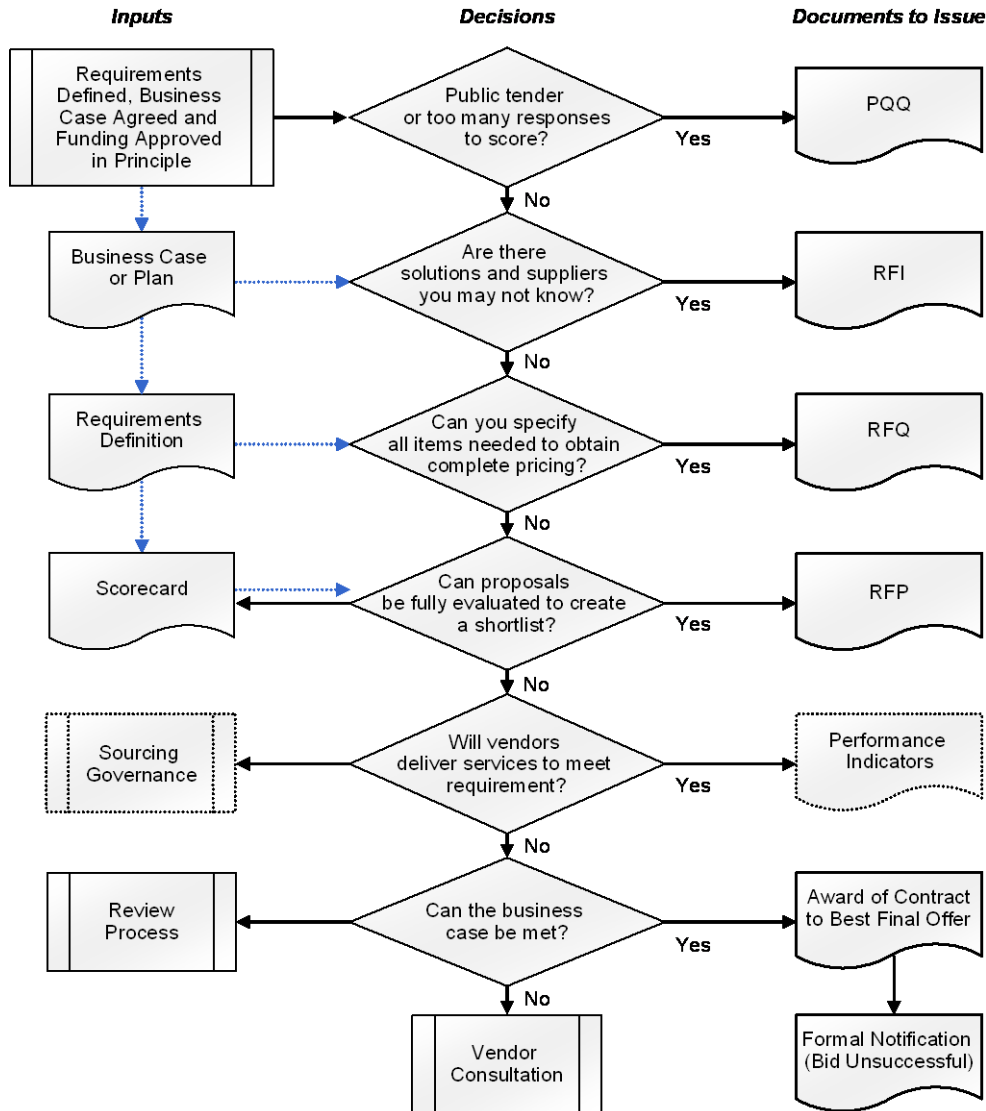 Inputs
Decisions
Documents to Issue
Requirements
Defined, Business
Case Agreed and
Funding Approved
in Principle
Public tender
or too many responses
to score?
Yes
PQQ
No
Business Case
or Plan
Are there
solutions and suppliers
you may not know?
Yes
RFI
No
Requirements
Definition
Can you specify
all items needed to obtain
complete pricing?
Yes
RFQ
No
Scorecard
Can proposals
be fully evaluated to create
a shortlist?
Yes
RFP
No
Sourcing
Governance
Will vendors
deliver services to meet
requirement?
Yes
Performance
Indicators
No
Review
Process
Can the business
case be met?
Yes
Award of Contract
to Best Final Offer
No
Vendor
Consultation
Formal Notification
(Bid Unsuccessful)